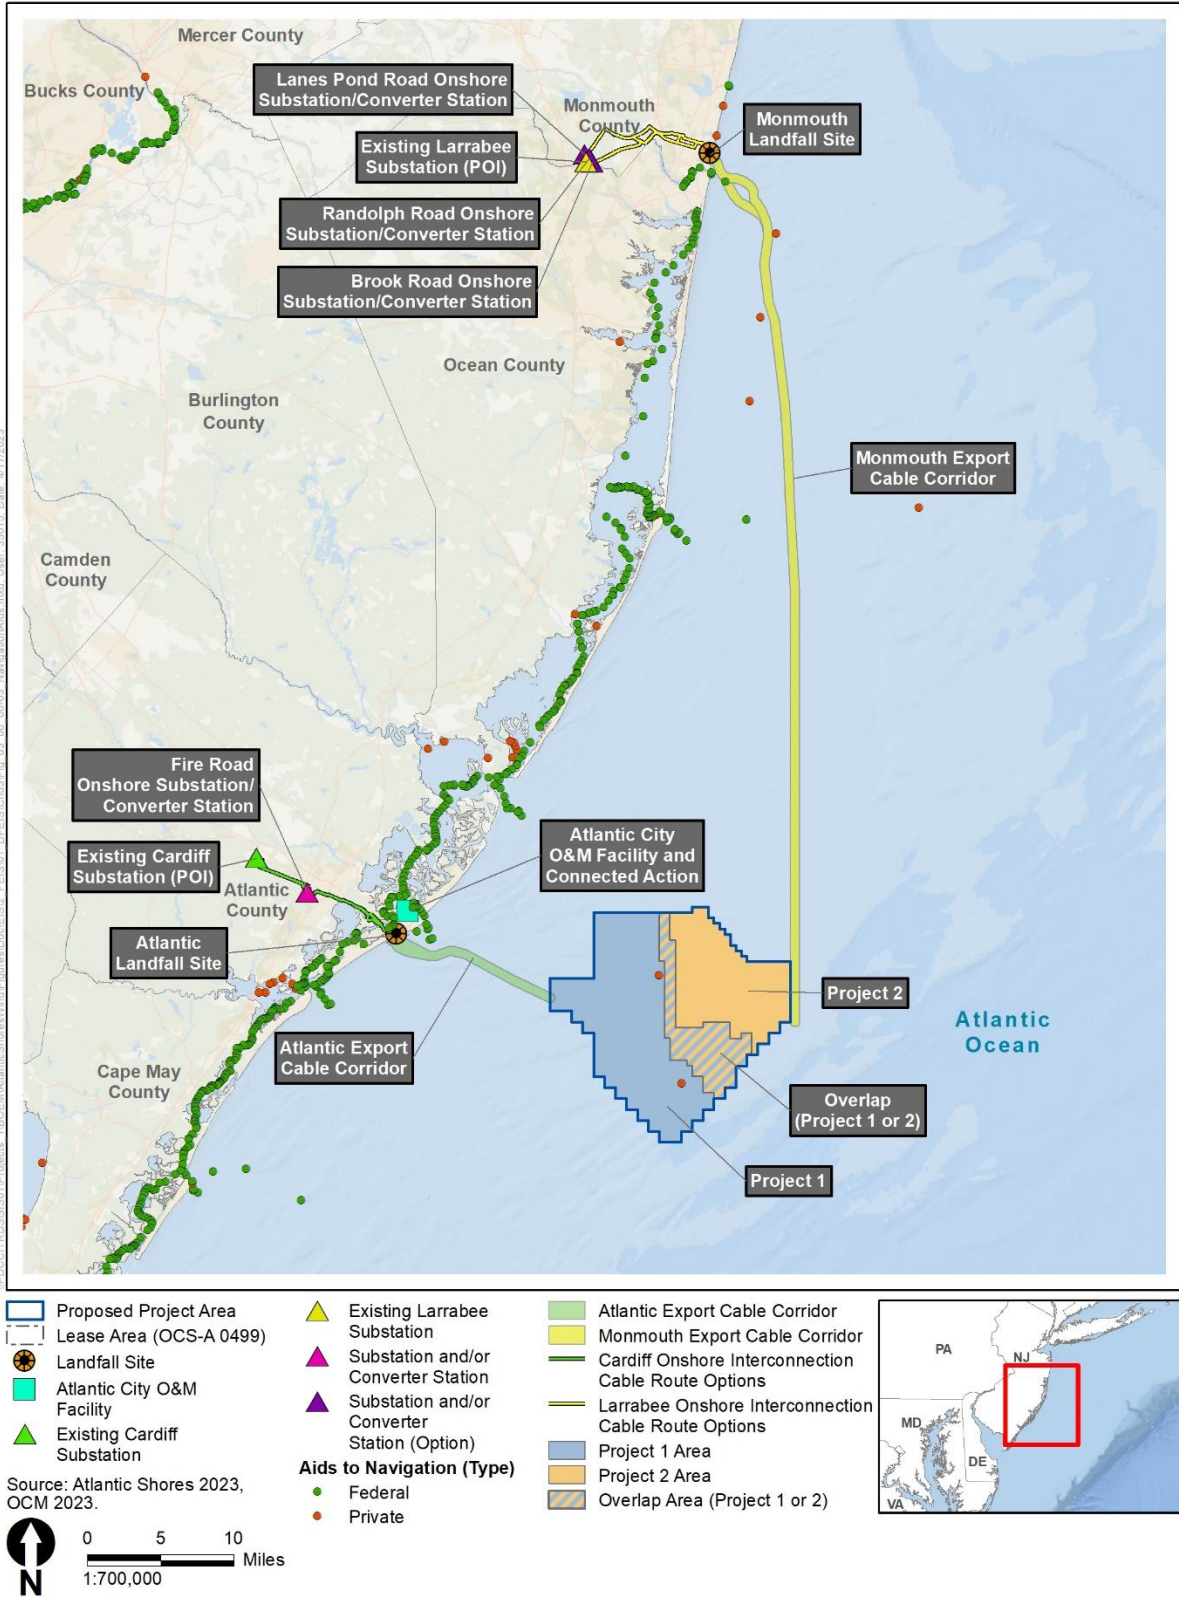 Mercer County
Bucks County
Lanes Pond Road Onshore
Substation/Converter Station
Monmouth
County
Monmouth
Landfall Site
Existing Larrabee
Substation (POI)
Randolph Road Onshore
Substation/Converter Station
Brook Road Onshore
Substation/Converter Station
Ocean County
Burlington
County
Monmouth Export
Cable Corridor
Camden
County
Fire Road
Onshore Substation/
Converter Station
Atlantic City
O&M Facility and
Connected Action
Existing Cardiff
Substation (POI)
Atlantic
County
Atlantic
Landfall Site
Project 2
Atlantic
Ocean
Atlantic Export
Cable Corridor
Cape May
County
Overlap
(Project 1 or 2)
Project 1
Proposed Project Area
Lease Area (OCS-A 0499)
Landfall Site
Atlantic City O&M
Facility
Existing Cardiff
Substation
Source: Atlantic Shores 2023,
OCM 2023.
N
0 5 10
Miles
1:700,000
Existing Larrabee
Substation
Substation and/or
Converter Station
Substation and/or
Converter
Station (Option)
Aids to Navigation (Type)
Federal
Private
Atlantic Export Cable Corridor
Monmouth Export Cable Corridor
Cardiff Onshore Interconnection
Cable Route Options
Larrabee Onshore Interconnection
Cable Route Options
Project 1 Area
Project 2 Area
Overlap Area (Project 1 or 2)
PA
NJ
MD
DE
VA